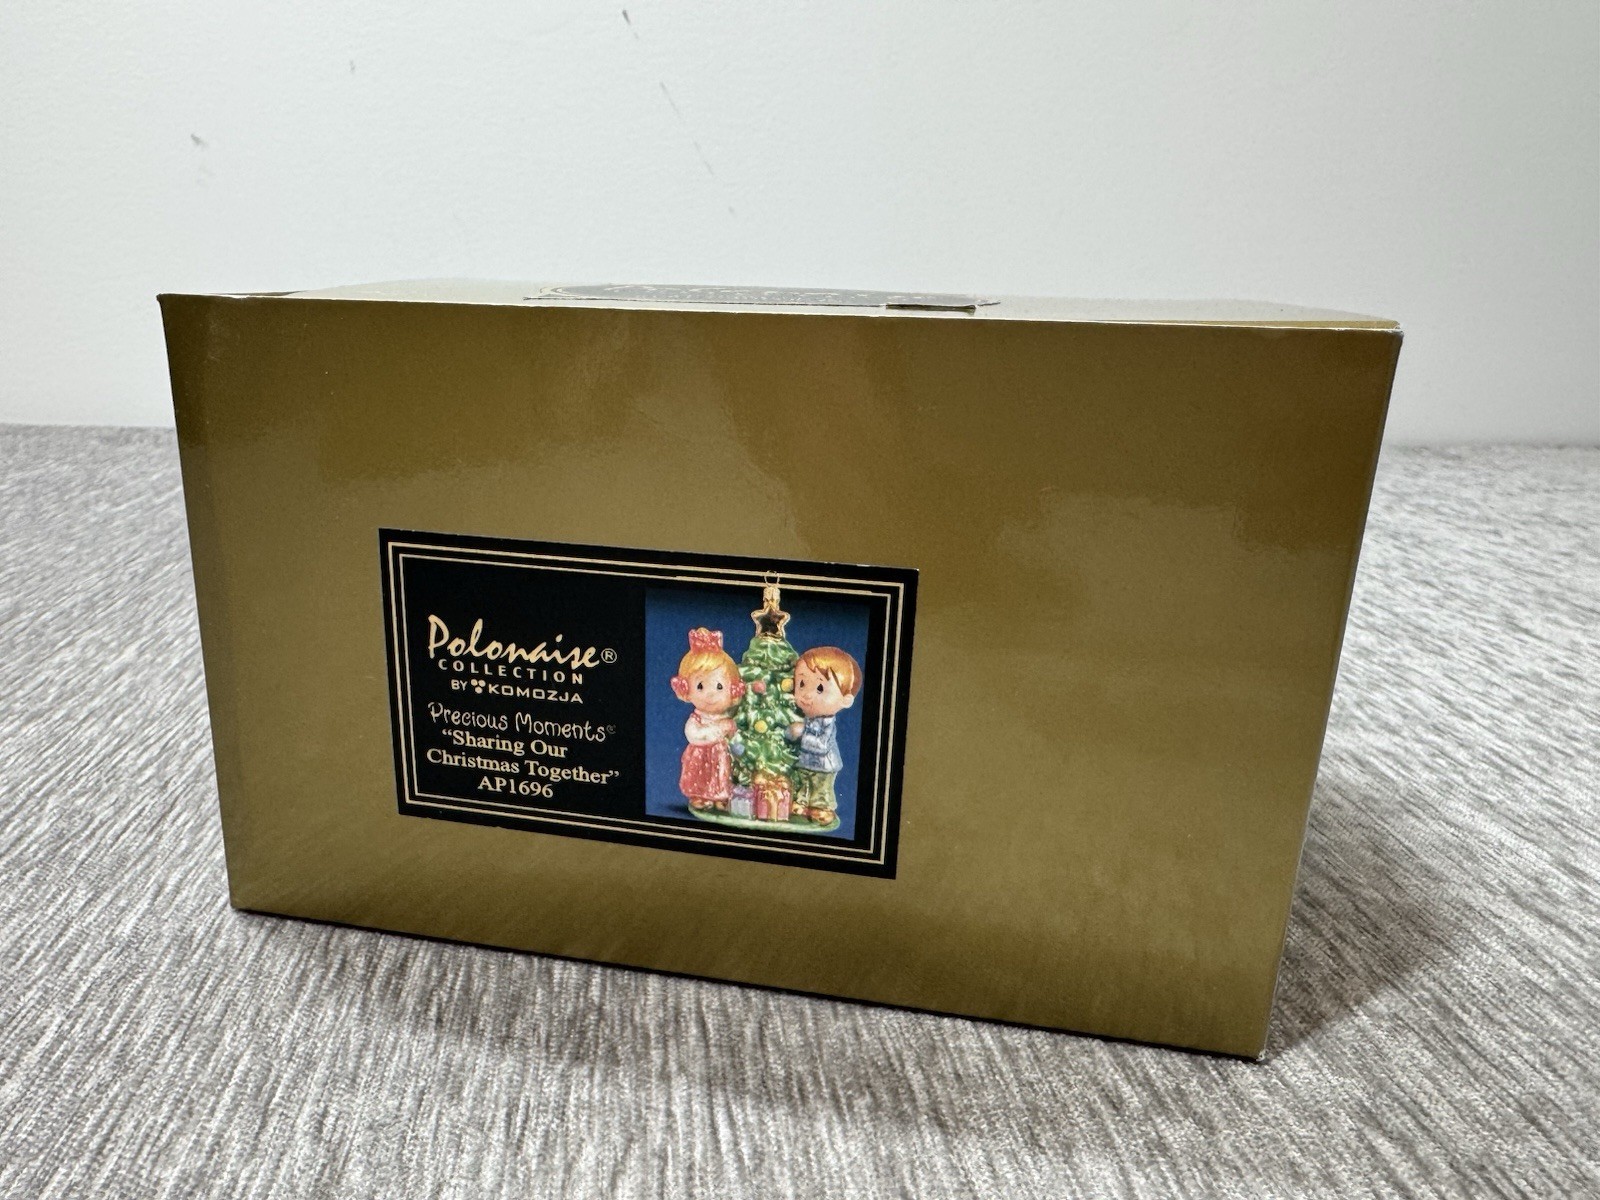 Polonaise®
COLLECTION
BY KOMOZJA
Precious Moments®
“Sharing Our
Christmas Together”
AP1696